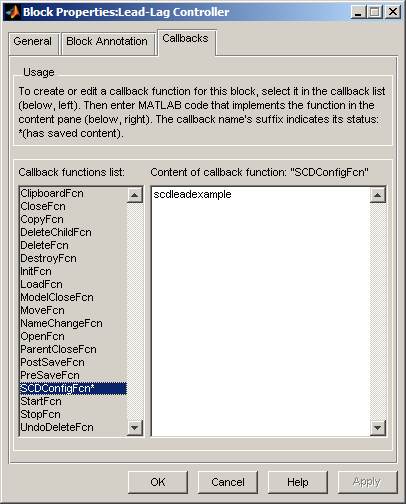 Block Properties:Lead-Lag Controller
General
Block Annotation
Callbacks
Usage
To create or edit a callback function for this block, select it in the callback list
(below, left). Then enter MATLAB code that implements the function in the
content pane (below, right). The callback name's suffix indicates its status:
*(has saved content).
Callback functions list:
Content of callback function: "SCDConfigFcn"
ClipboardFcn
CloseFcn
CopyFcn
DeleteChildFcn
DeleteFcn
DestroyFcn
InitFcn
LoadFcn
ModelCloseFcn
MoveFcn
NameChangeFcn
OpenFcn
ParentCloseFcn
PostSaveFcn
PreSaveFcn
SCDConfigFcn*
StartFcn
StopFcn
UndoDeleteFcn
scdleadexample
OK
Cancel
Help
Apply